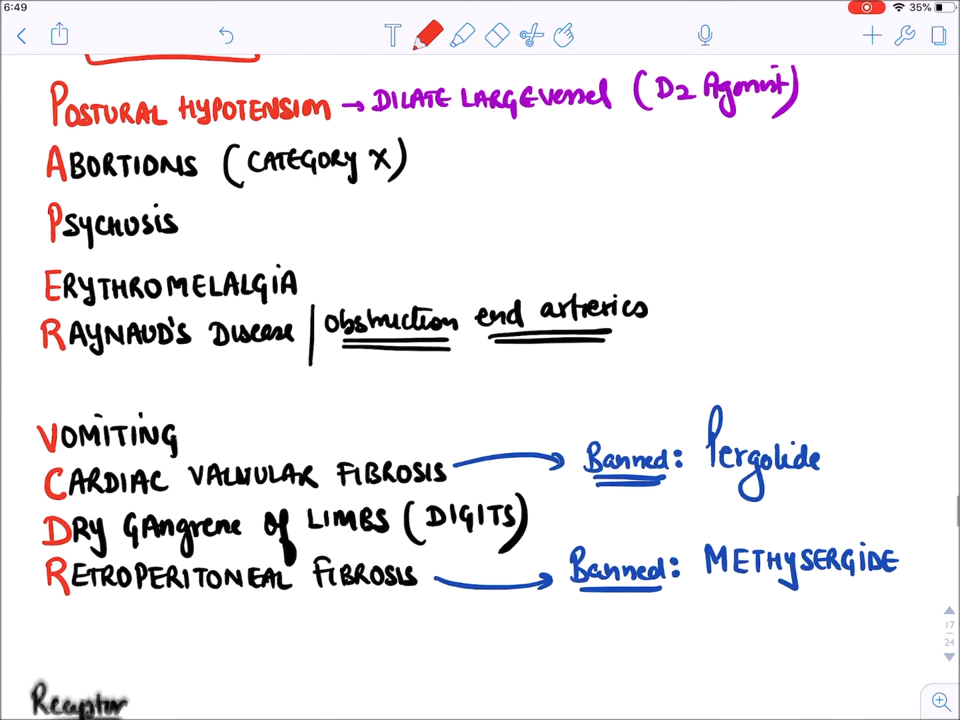 6:49
35%
T
POSTURAL HYPOTENSION → DILATE LARGE VESSEL (D2 Agonist)
ABORTIONS (CATEGORY X)
PSYCHOSIS
ERYTHROMELALGIA
RAYNAUD'S DISEASE | obstruction end arteries
VOMITING
CARDIAC VALVULAR FIBROSIS → Banned: Pergolide
DRY GANGRENE of LIMBS (DIGITS)
RETROPERITONEAL FIBROSIS → Banned: METHYSERGIDE
17
24
Receptor